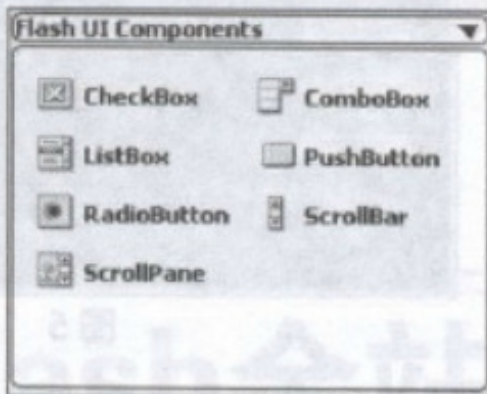 Flash UI Components
CheckBox ComboBox
ListBox PushButton
RadioButton ScrollBar
ScrollPane